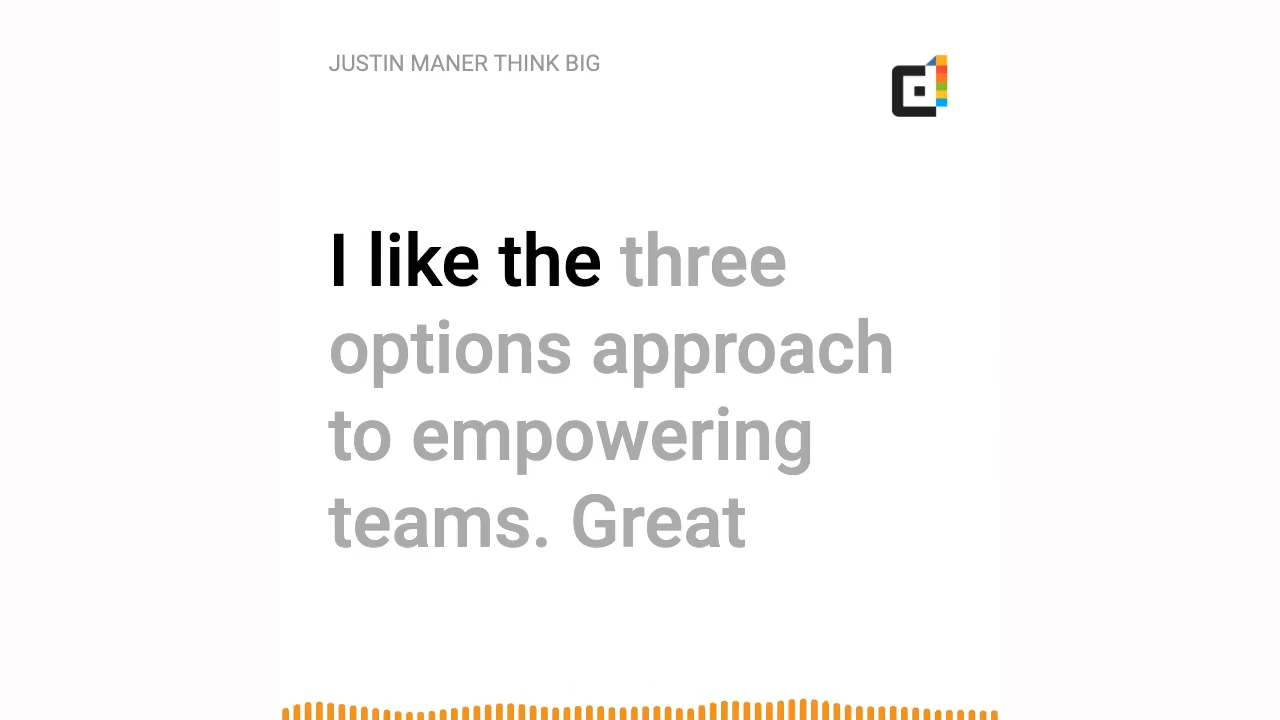 JUSTIN MANER THINK BIG
I like the three
options approach
to empowering
teams. Great